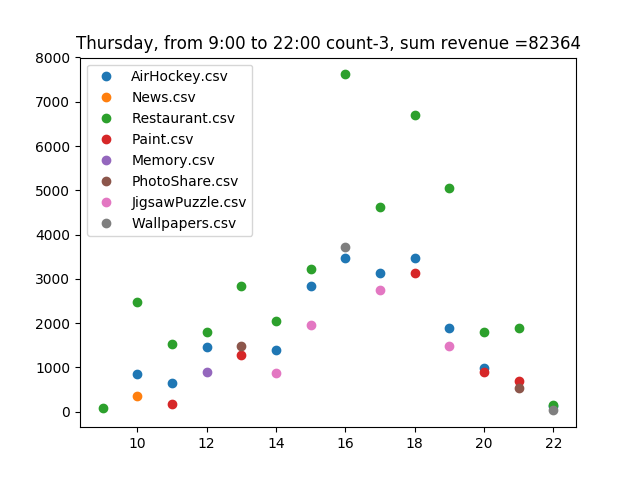 Thursday, from 9:00 to 22:00 count-3, sum revenue =82364
8000
7000
6000
5000
4000
3000
2000
1000
0
AirHockey.csv
News.csv
Restaurant.csv
Paint.csv
Memory.csv
PhotoShare.csv
JigsawPuzzle.csv
Wallpapers.csv
10 12 14 16 18 20 22